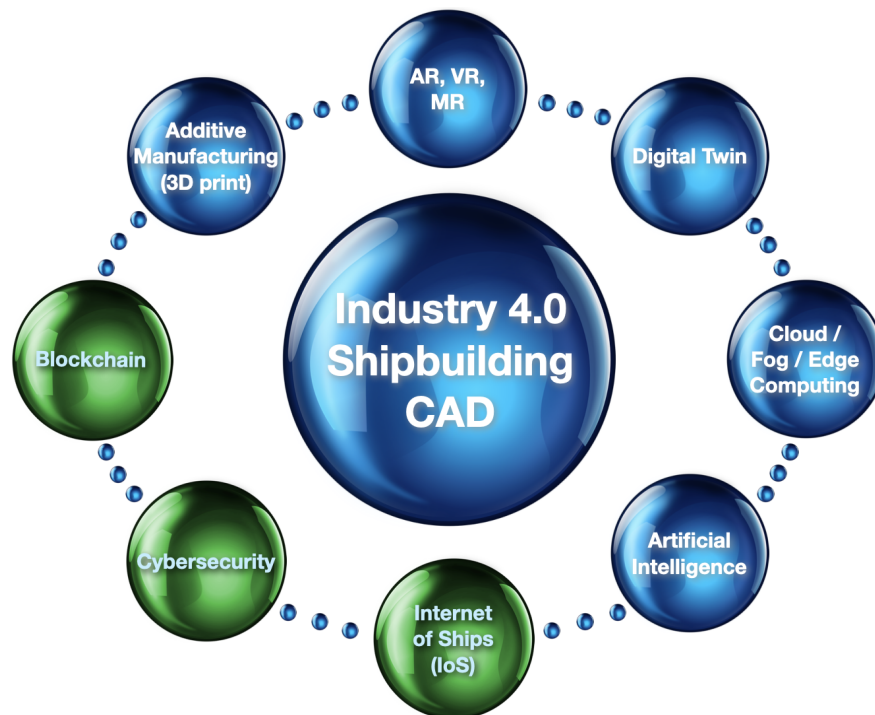 AR, VR,
MR
Additive
Manufacturing
(3D print)
Digital Twin
Industry 4.0
Shipbuilding
CAD
Blockchain
Cloud /
Fog / Edge
Computing
Cybersecurity
Artificial
Intelligence
Internet
of Ships
(IoS)